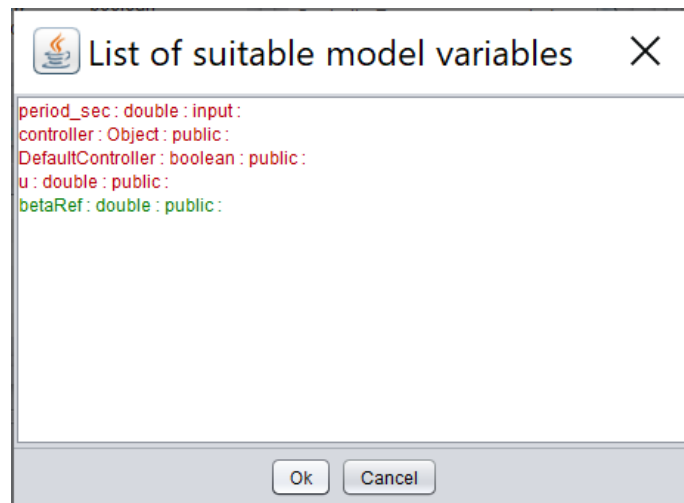 List of suitable model variables
period_sec : double : input :
controller : Object : public :
DefaultController : boolean : public :
u : double : public :
betaRef : double : public :
Ok Cancel